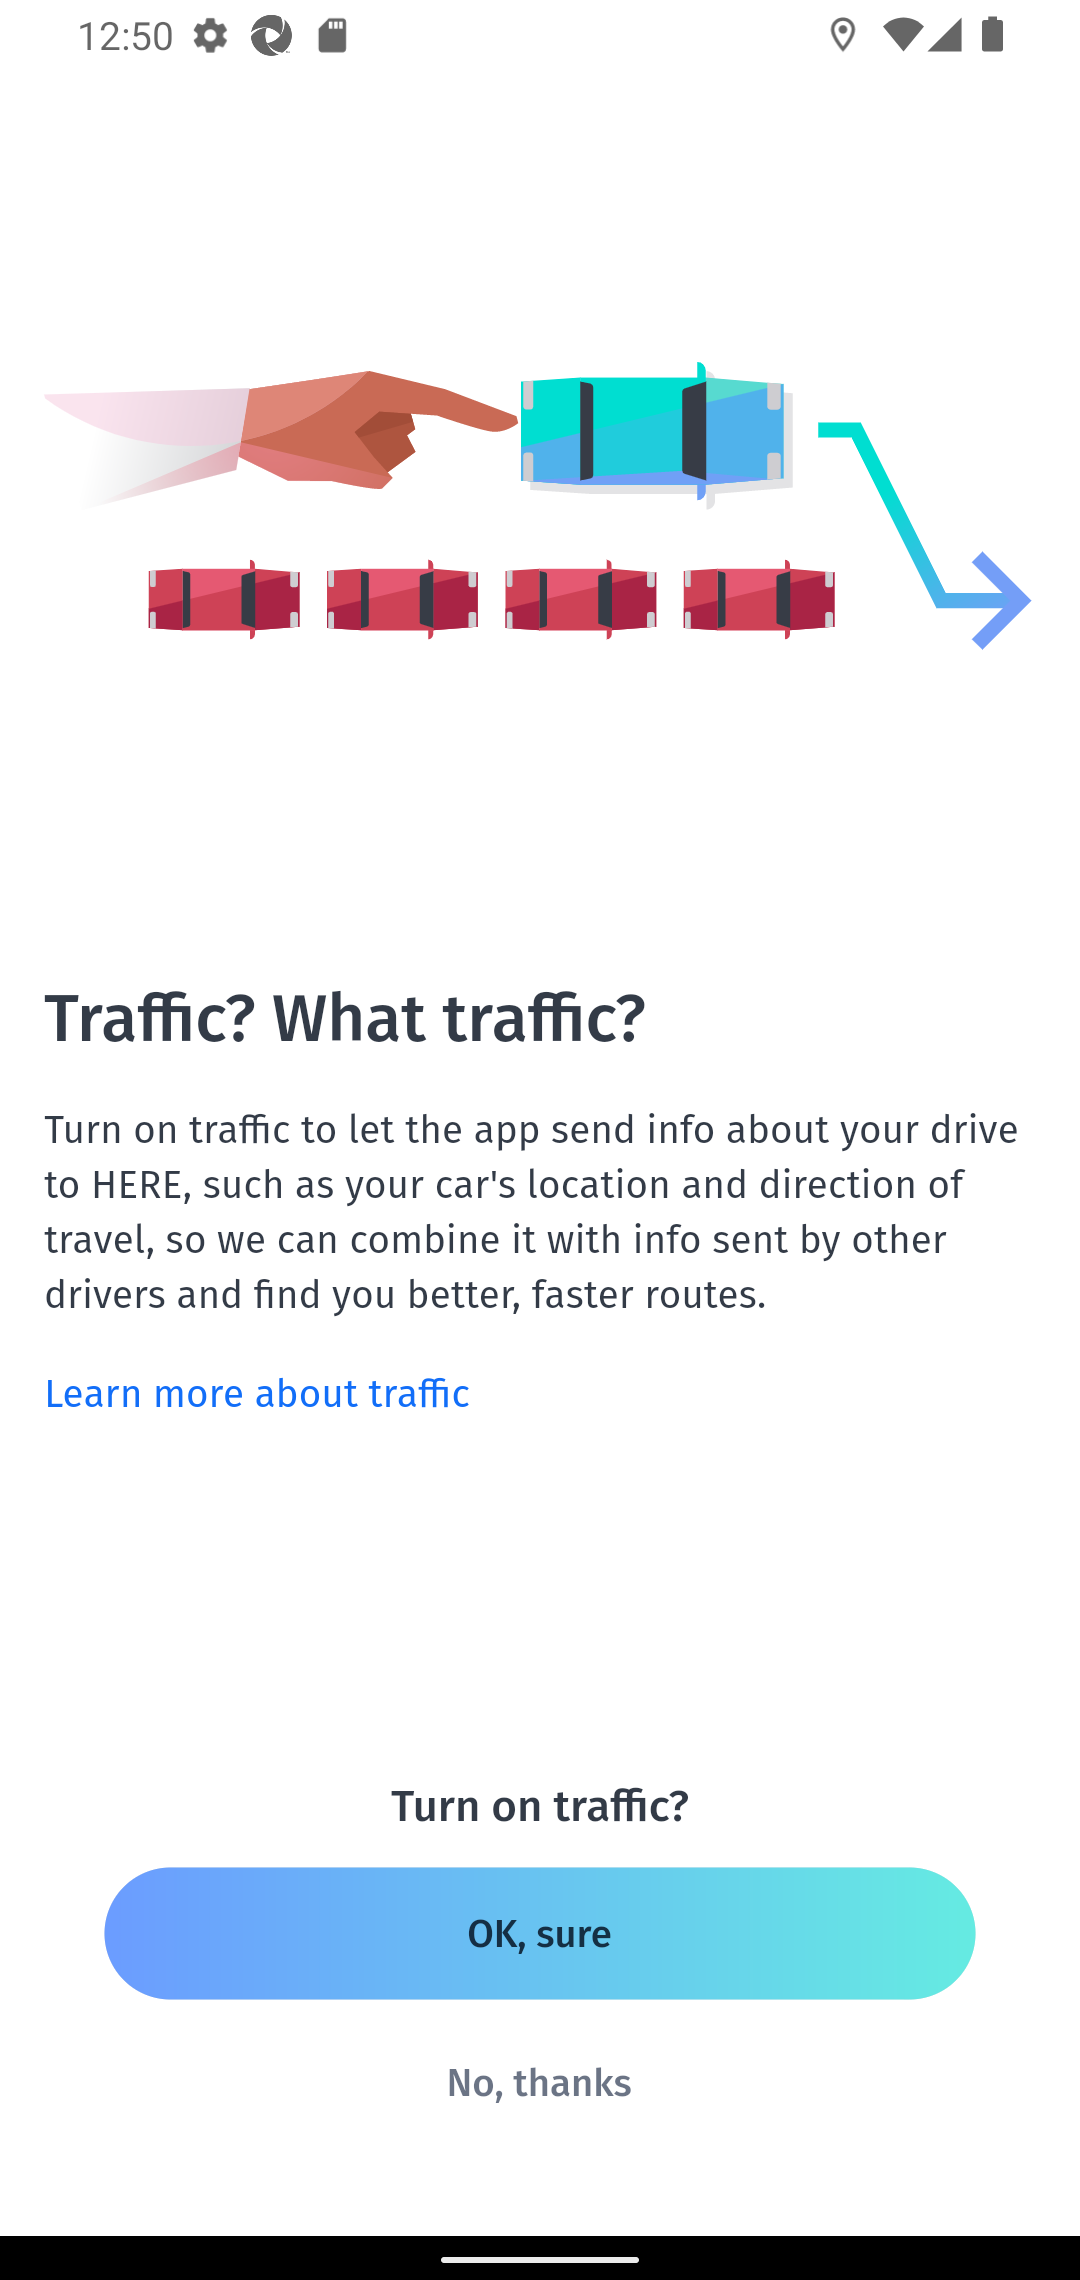 12:50
Traffic? What traffic?
Turn on traffic to let the app send info about your drive
to HERE, such as your car's location and direction of
travel, so we can combine it with info sent by other
drivers and find you better, faster routes.
Learn more about traffic
Turn on traffic?
OK, sure
No, thanks